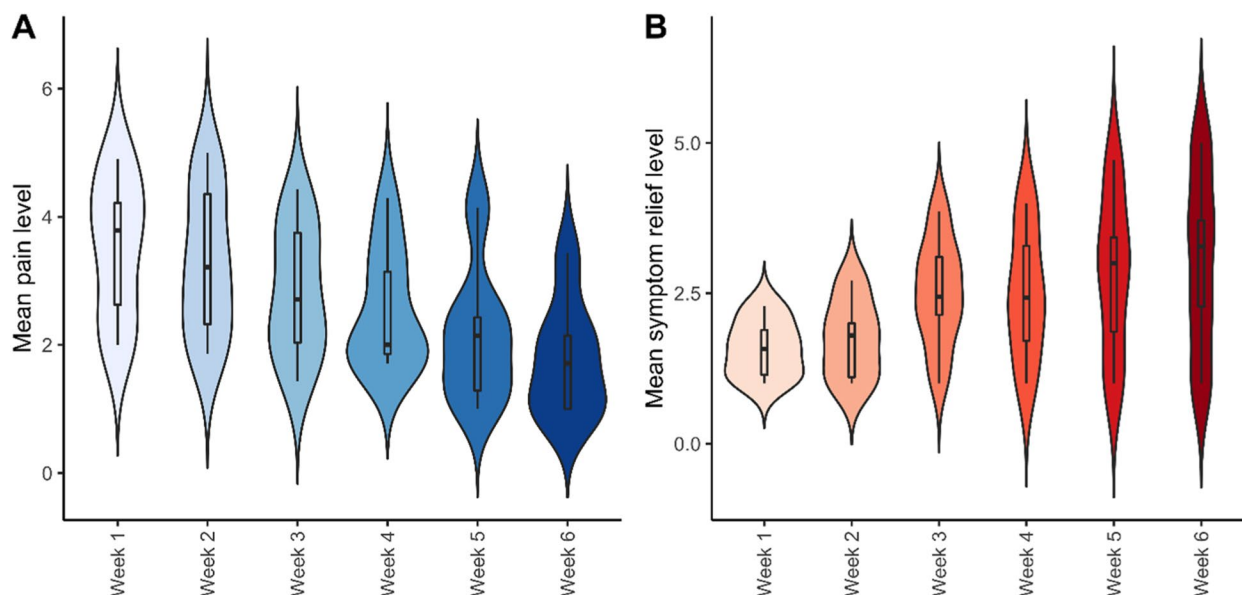 A
Mean pain level
6
4
2
0
Week 1
Week 2
Week 3
Week 4
Week 5
Week 6
B
Mean symptom relief level
5.0
2.5
0.0
Week 1
Week 2
Week 3
Week 4
Week 5
Week 6